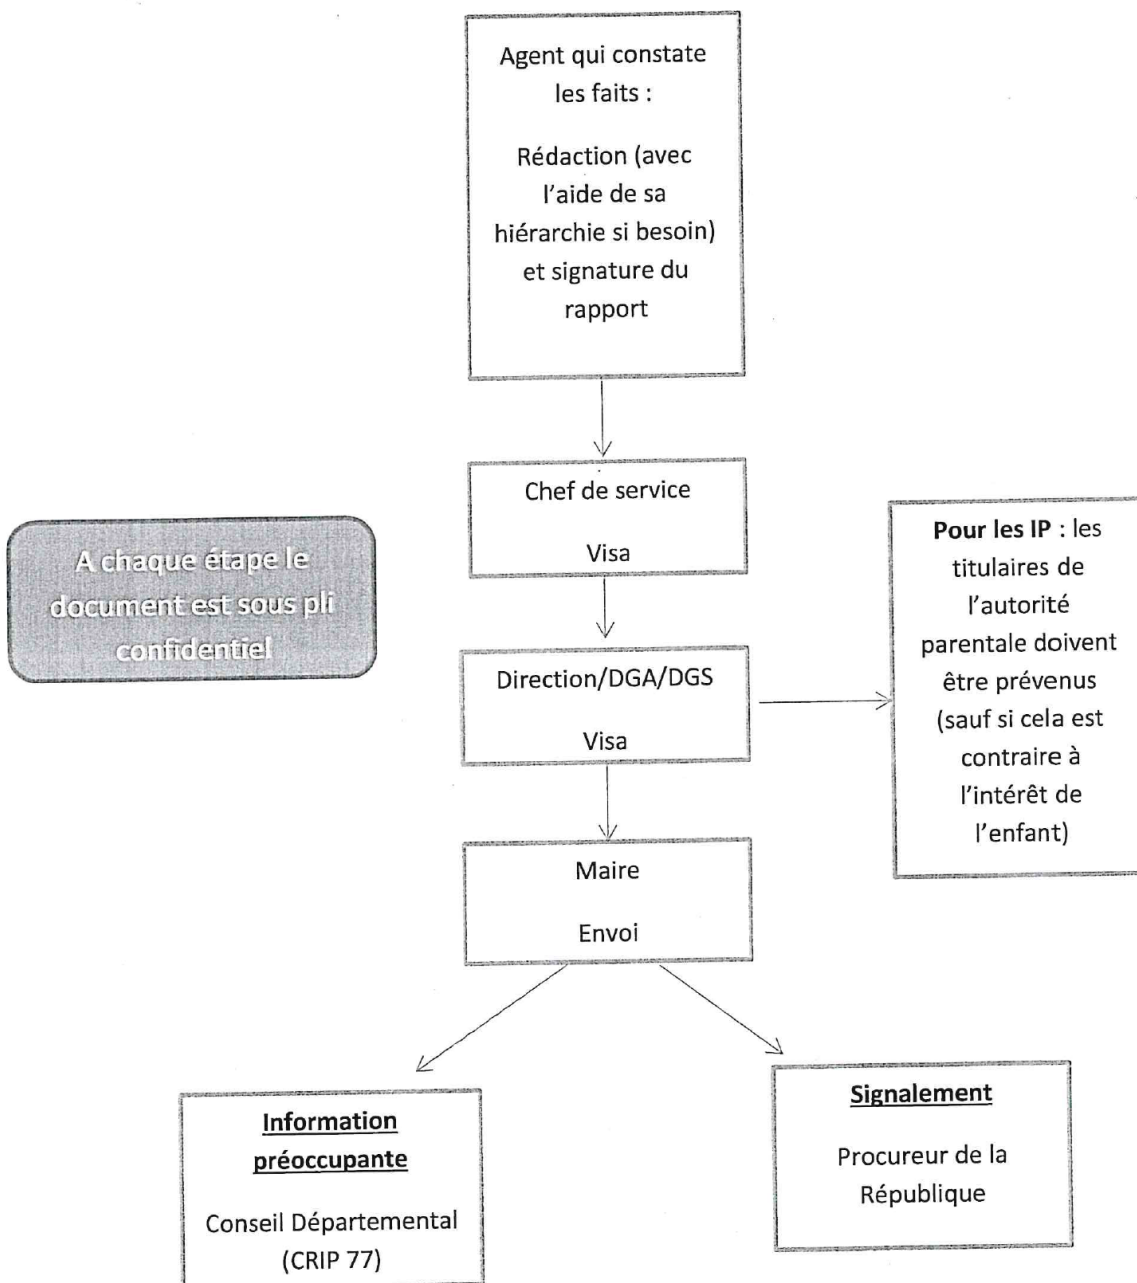 Agent qui constate
les faits :
Rédaction (avec
l'aide de sa
hiérarchie si besoin)
et signature du
rapport
Chef de service
Visa
A chaque étape le
document est sous pli
confidentiel
Direction/DGA/DGS
Visa
Pour les IP : les
titulaires de
l'autorité
parentale doivent
être prévenus
(sauf si cela est
contraire à
l'intérêt de
l'enfant)
Maire
Envoi
Information
préoccupante
Conseil Départemental
(CRIP 77)
Signalement
Procureur de la
République